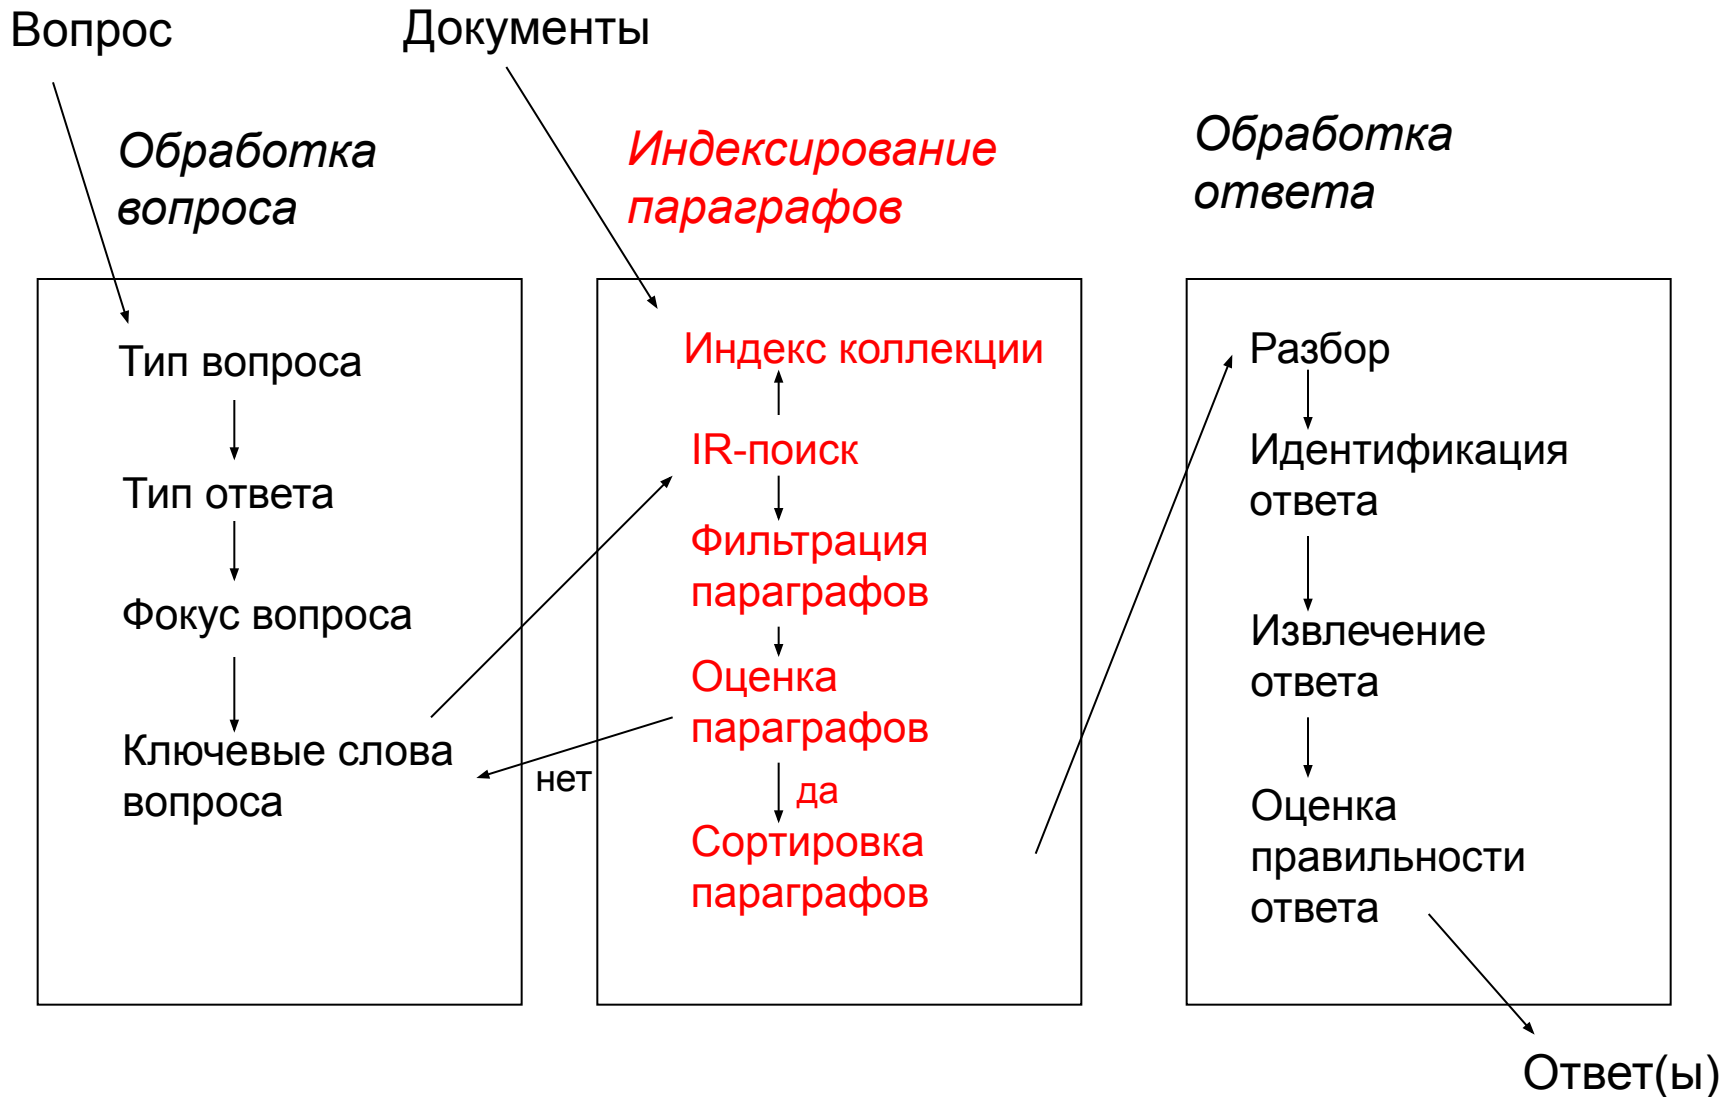 Вопрос
Документы
Обработка
вопроса
Индексирование
параграфов
Обработка
ответа
Тип вопроса
Тип ответа
Фокус вопроса
Ключевые слова
вопроса
нет
Индекс коллекции
IR-поиск
Фильтрация
параграфов
Оценка
параграфов
да
Сортировка
параграфов
Разбор
Идентификация
ответа
Извлечение
ответа
Оценка
правильности
ответа
Ответ(ы)